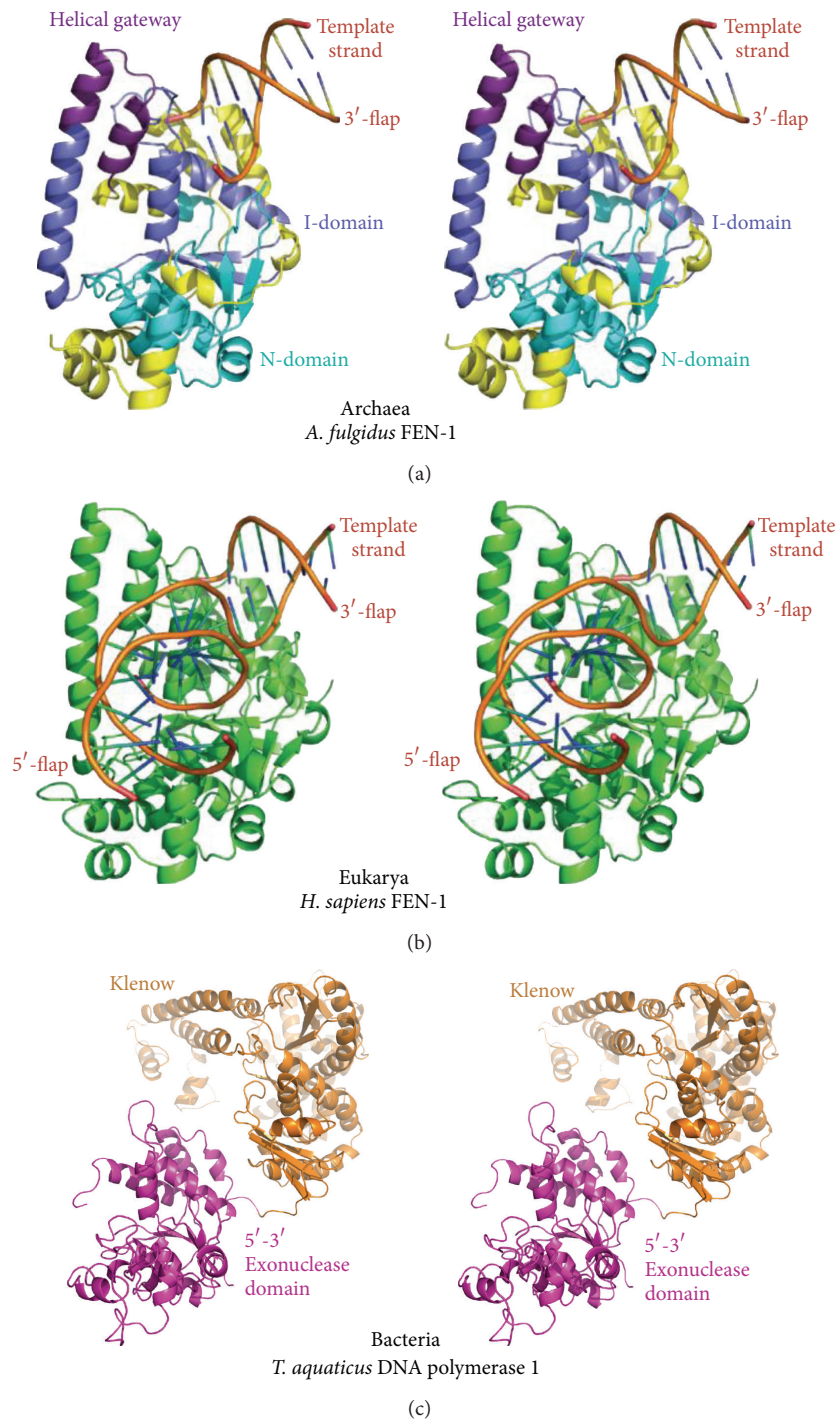 Helical gateway
Template
strand
3′-flap
I-domain
N-domain
Helical gateway
Template
strand
3′-flap
I-domain
N-domain
Archaea
A. fulgidus FEN-1
(a)
Template
strand
3′-flap
5′-flap
Template
strand
3′-flap
5′-flap
Eukarya
H. sapiens FEN-1
(b)
Klenow
5′-3′
Exonuclease
domain
Klenow
5′-3′
Exonuclease
domain
Bacteria
T. aquaticus DNA polymerase 1
(c)